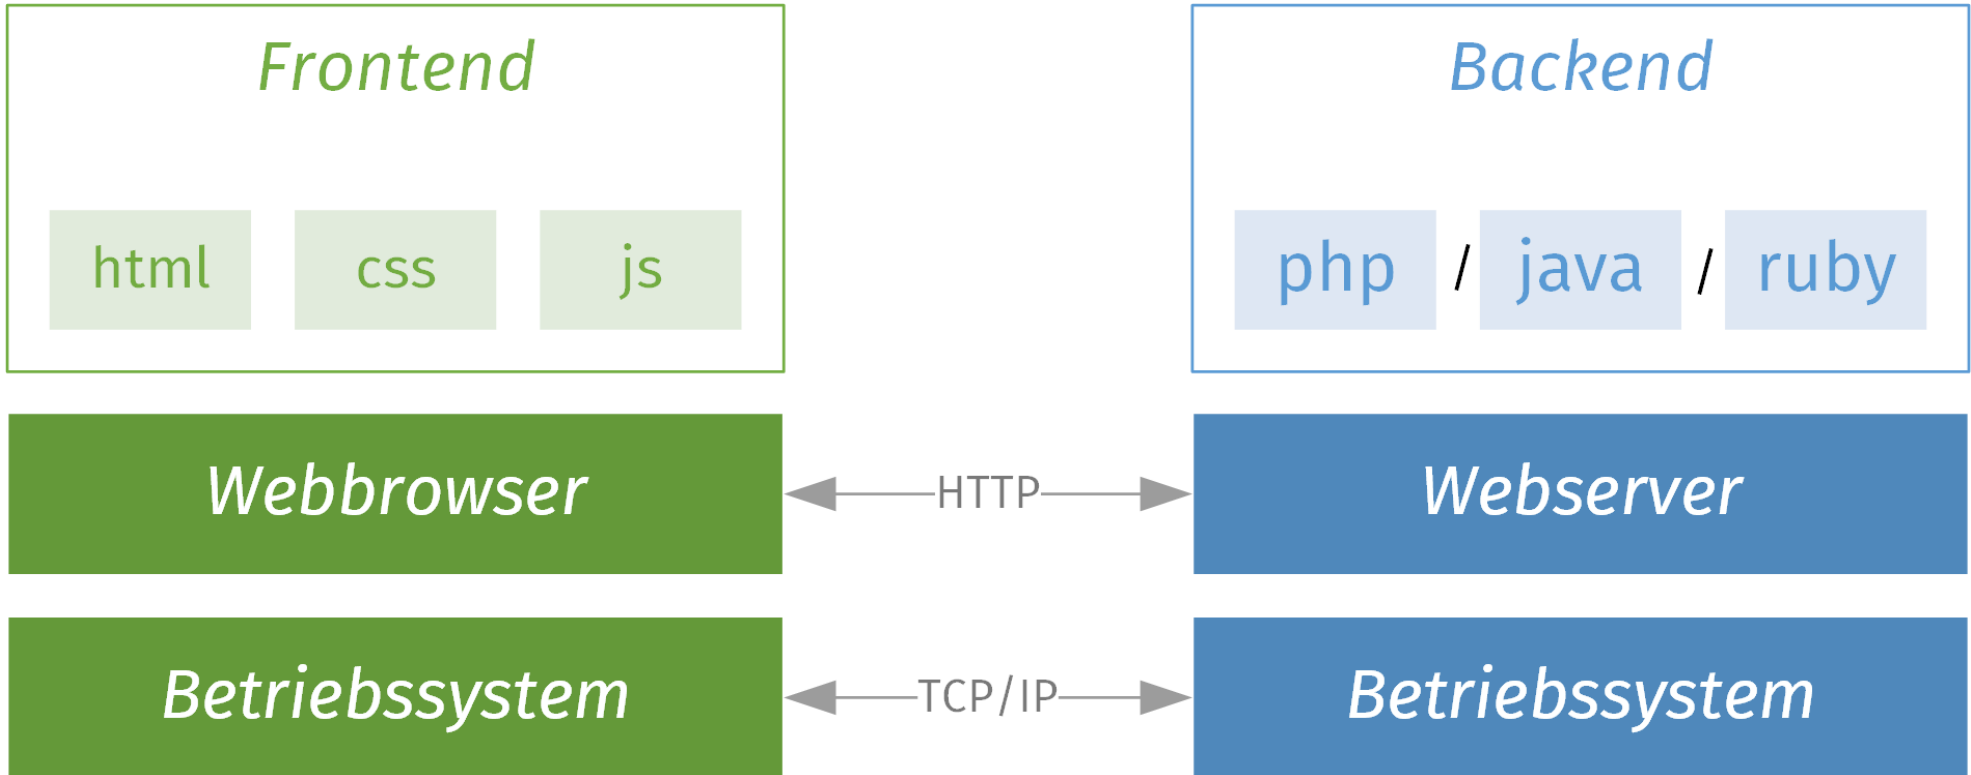 Frontend
Backend
html css js
php / java / ruby
Webbrowser
HTTP
Webserver
Betriebssystem
TCP/IP
Betriebssystem